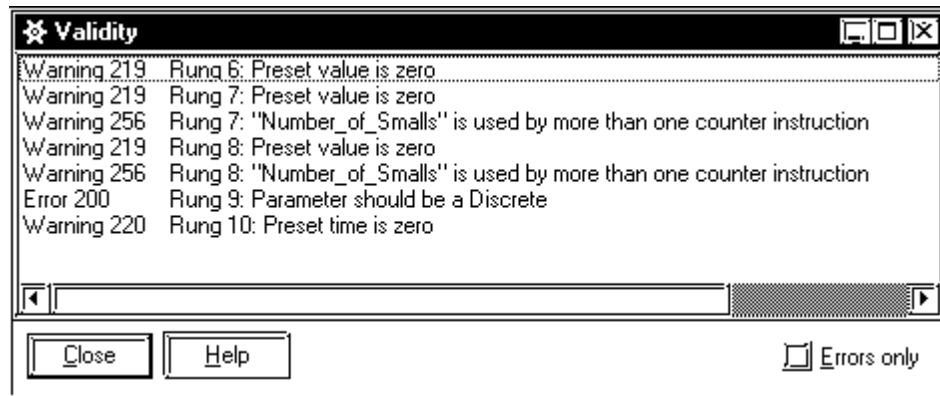 Validity
Warning 219 Rung 6: Preset value is zero
Warning 219 Rung 7: Preset value is zero
Warning 256 Rung 7: "Number_of_Smalls" is used by more than one counter instruction
Warning 219 Rung 8: Preset value is zero
Warning 256 Rung 8: "Number_of_Smalls" is used by more than one counter instruction
Error 200 Rung 9: Parameter should be a Discrete
Warning 220 Rung 10: Preset time is zero
Close Help Errors only